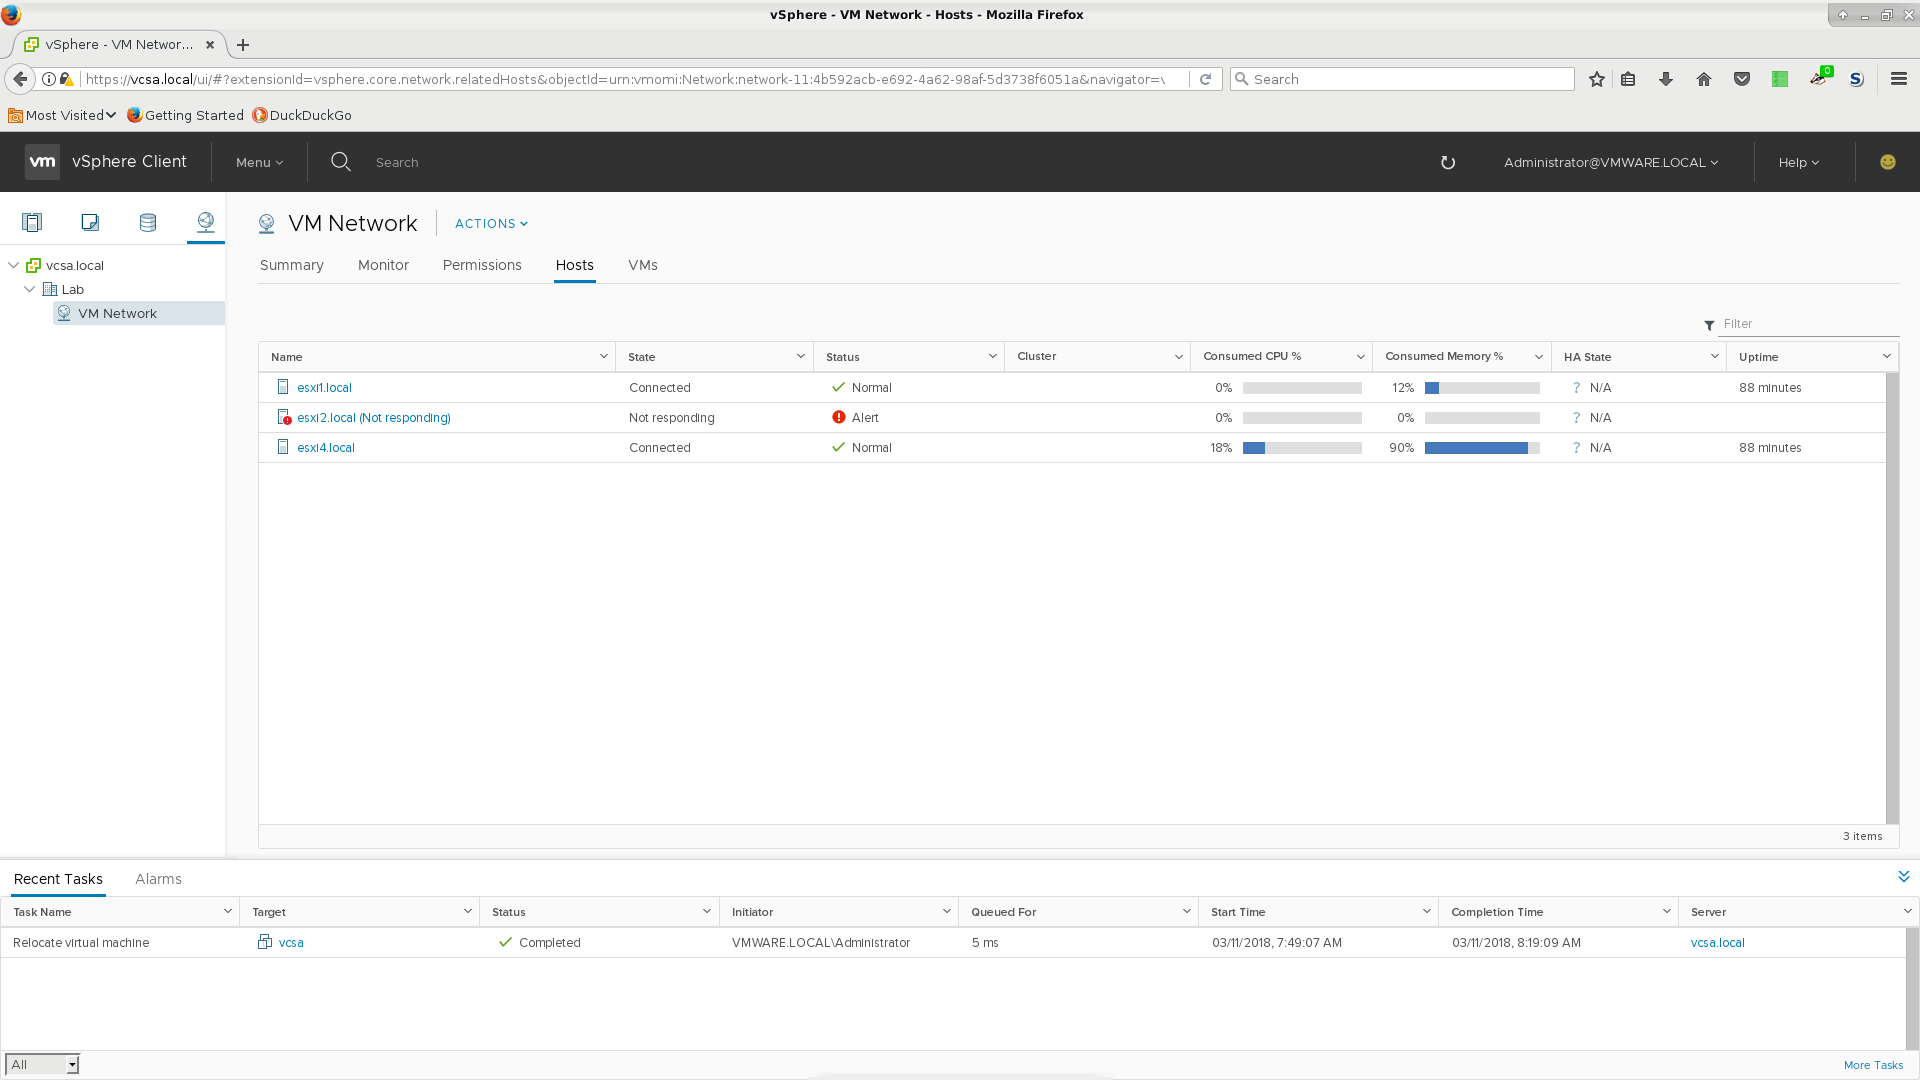 vSphere - VM Network - Hosts - Mozilla Firefox
vSphere - VM Networ...
https://vcsa.local/ui/#?extensionId=vsphere.core.network.relatedHosts&objectId=urn:vmomi:Network:network-11:4b592acb-e692-4a62-98af-5d3738f6051a&navigator=
Search
0
Most Visited
Getting Started
DuckDuckGo
vm vSphere Client
Menu
Search
Administrator@VMWARE.LOCAL
Help
VM Network
ACTIONS
vcsa.local
Lab
VM Network
Summary Monitor Permissions Hosts VMs
Filter
Name State Status Cluster Consumed CPU % Consumed Memory % HA State Uptime
esxi1.local Connected Normal 0% 12% ? N/A 88 minutes
esxi2.local (Not responding) Not responding Alert 0% 0% ? N/A
esxi4.local Connected Normal 18% 90% ? N/A 88 minutes
3 items
Recent Tasks Alarms
Task Name Target Status Initiator Queued For Start Time Completion Time Server
Relocate virtual machine vcsa Completed VMWARE.LOCAL\Administrator 5 ms 03/11/2018, 7:49:07 AM 03/11/2018, 8:19:09 AM vcsa.local
All
More Tasks